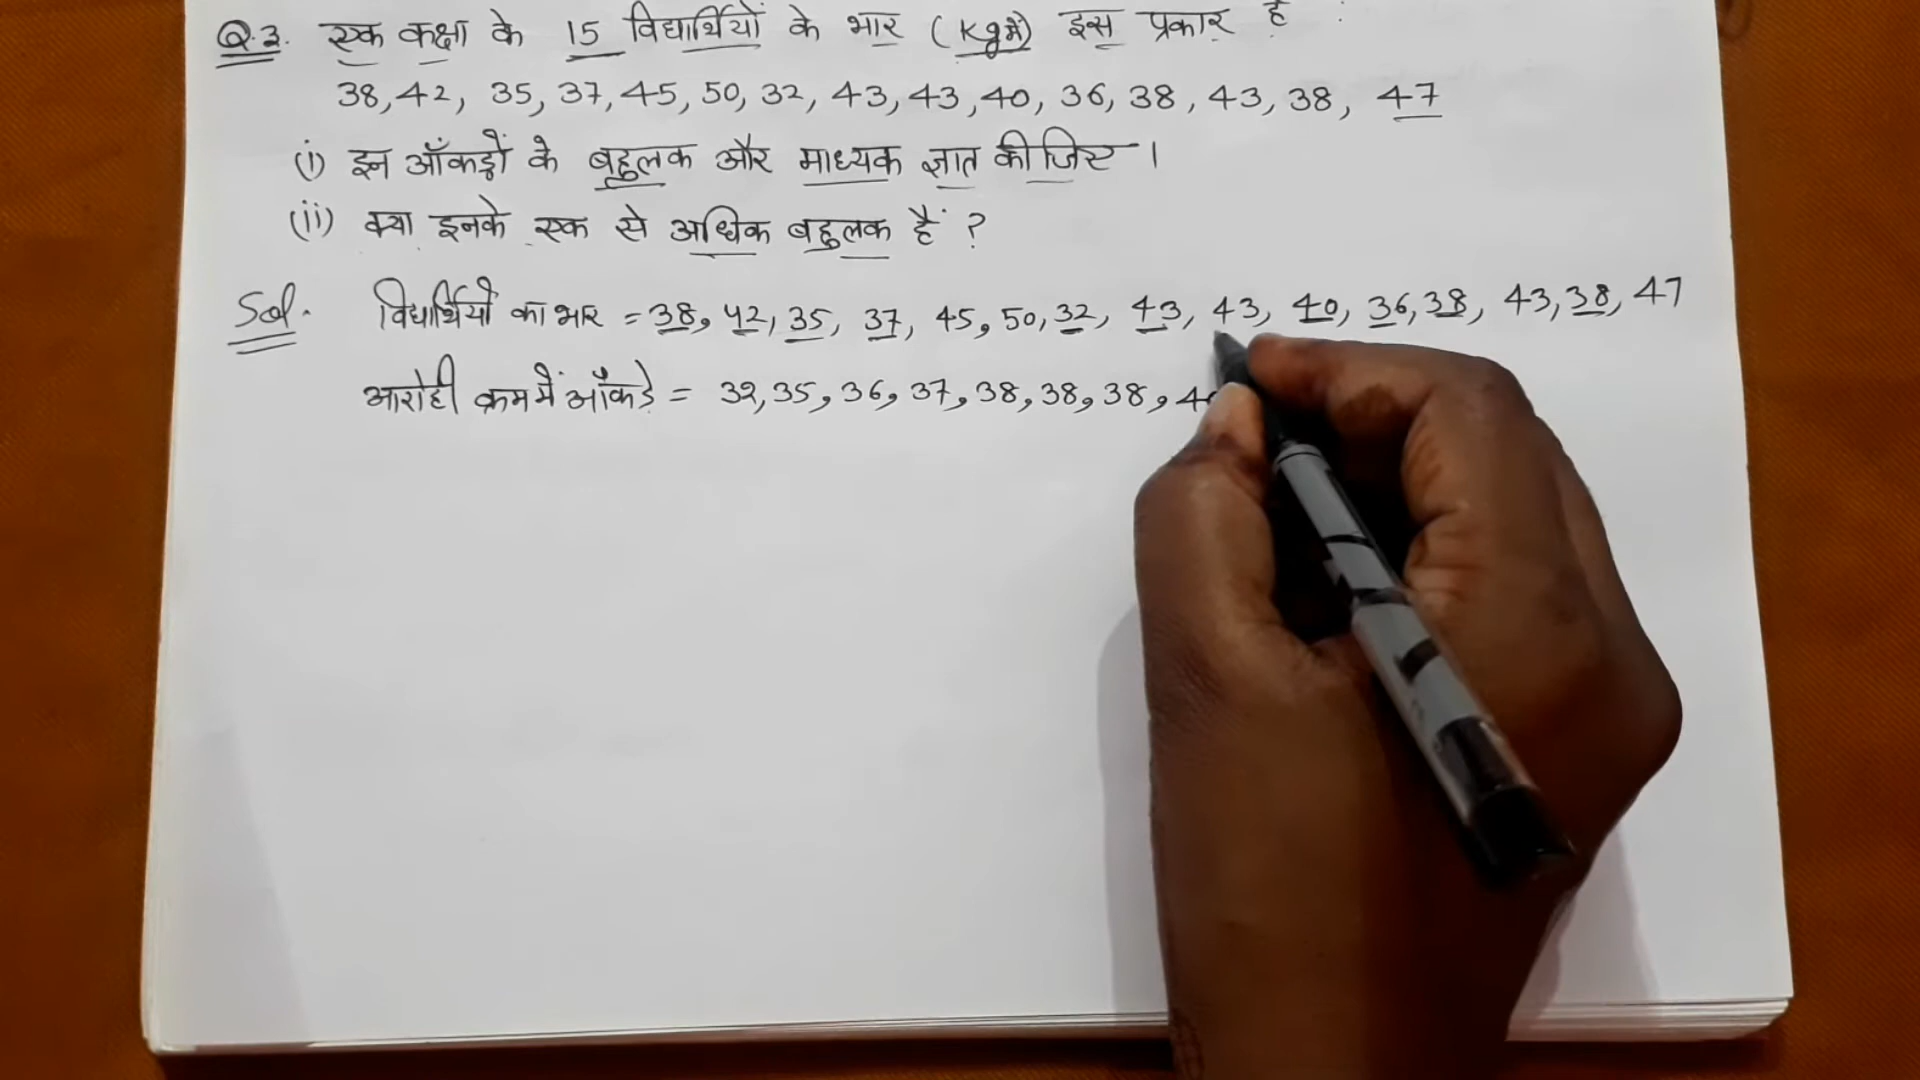 Q.3. एक कक्षा के 15 विद्यार्थियों के भार (kg में) इस प्रकार हैं :
38, 42, 35, 37, 45, 50, 32, 43, 43, 40, 36, 38, 43, 38, 47
(i) इन आँकड़ों के बहुलक और माध्यक ज्ञात कीजिए ।
(ii) क्या इनके एक से अधिक बहुलक हैं ?
Sol. विद्यार्थियों का भार = 38, 42, 35, 37, 45, 50, 32, 43, 43, 40, 36, 38, 43, 38, 47
आरोही क्रम में आँकड़े = 32, 35, 36, 37, 38, 38, 38, 40